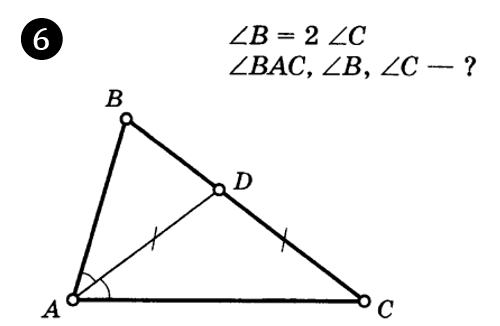 6
∠B = 2 ∠C
∠BAC, ∠B, ∠C — ?
B
D
A
C